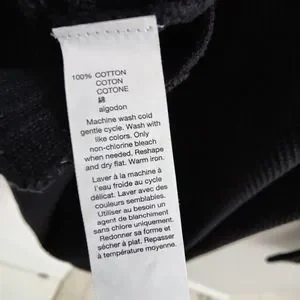 100% COTTON
COTON
COTONE
綿
algodon
Machine wash cold
gentle cycle. Wash with
like colors. Only
non-chlorine bleach
when needed. Reshape
and dry flat. Warm iron.
Laver à la machine à
l'eau froide au cycle
délicat. Laver avec des
couleurs semblables.
Utiliser au besoin un
agent de blanchiment
sans chlore uniquement.
Redonner sa forme et
sécher à plat. Repasser
à température moyenne.